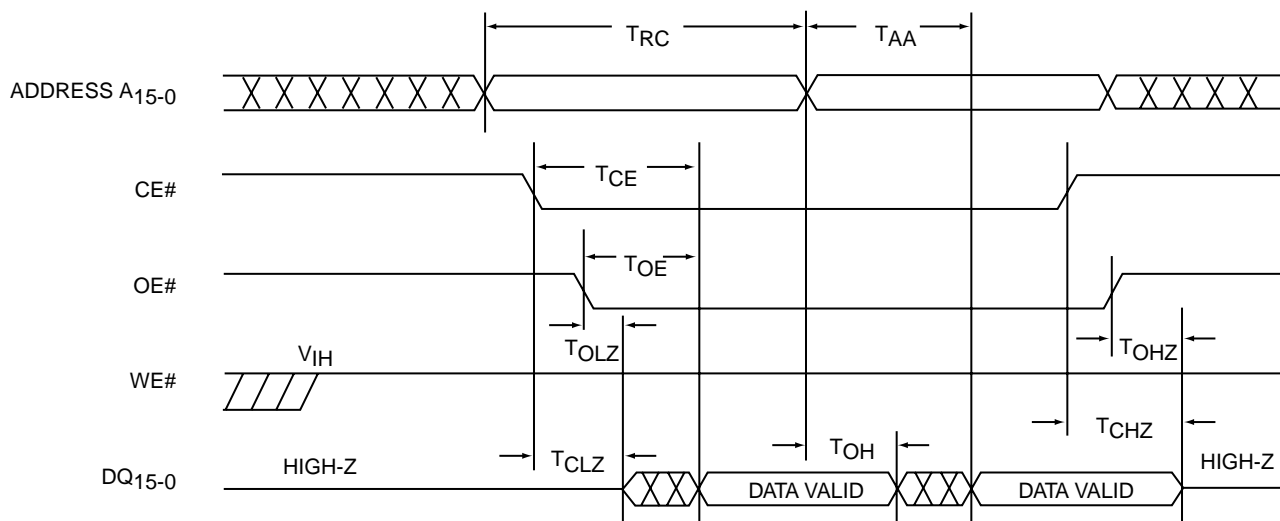 TRC
TAA
ADDRESS A15-0
TCE
CE#
TOE
OE#
TOLZ
TOHZ
VIH
WE#
TCLZ
TOH
TCHZ
HIGH-Z
HIGH-Z
DQ15-0
DATA VALID
DATA VALID